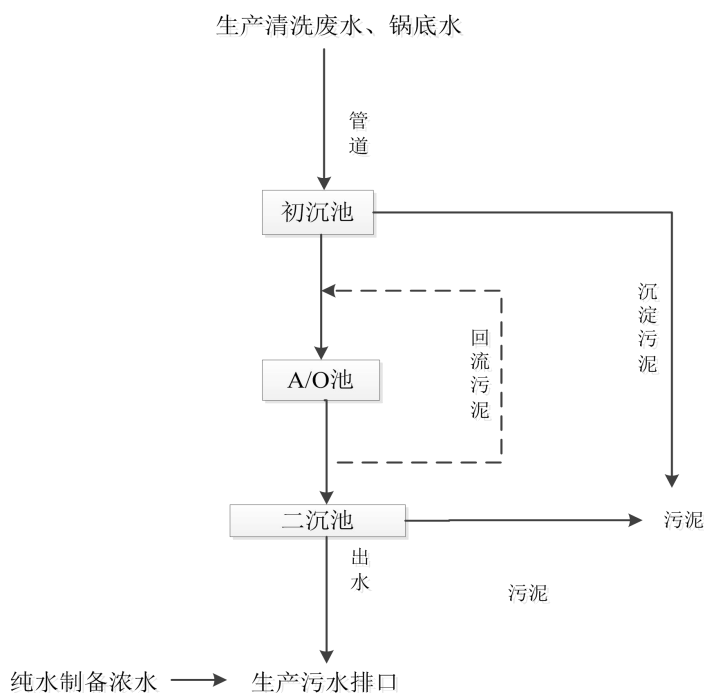 生产清洗废水、锅底水
管道
初沉池
沉淀污泥
回流污泥
A/O池
二沉池
污泥
出水
污泥
纯水制备浓水
生产污水排口